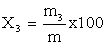 X₃ = m₃/m x100